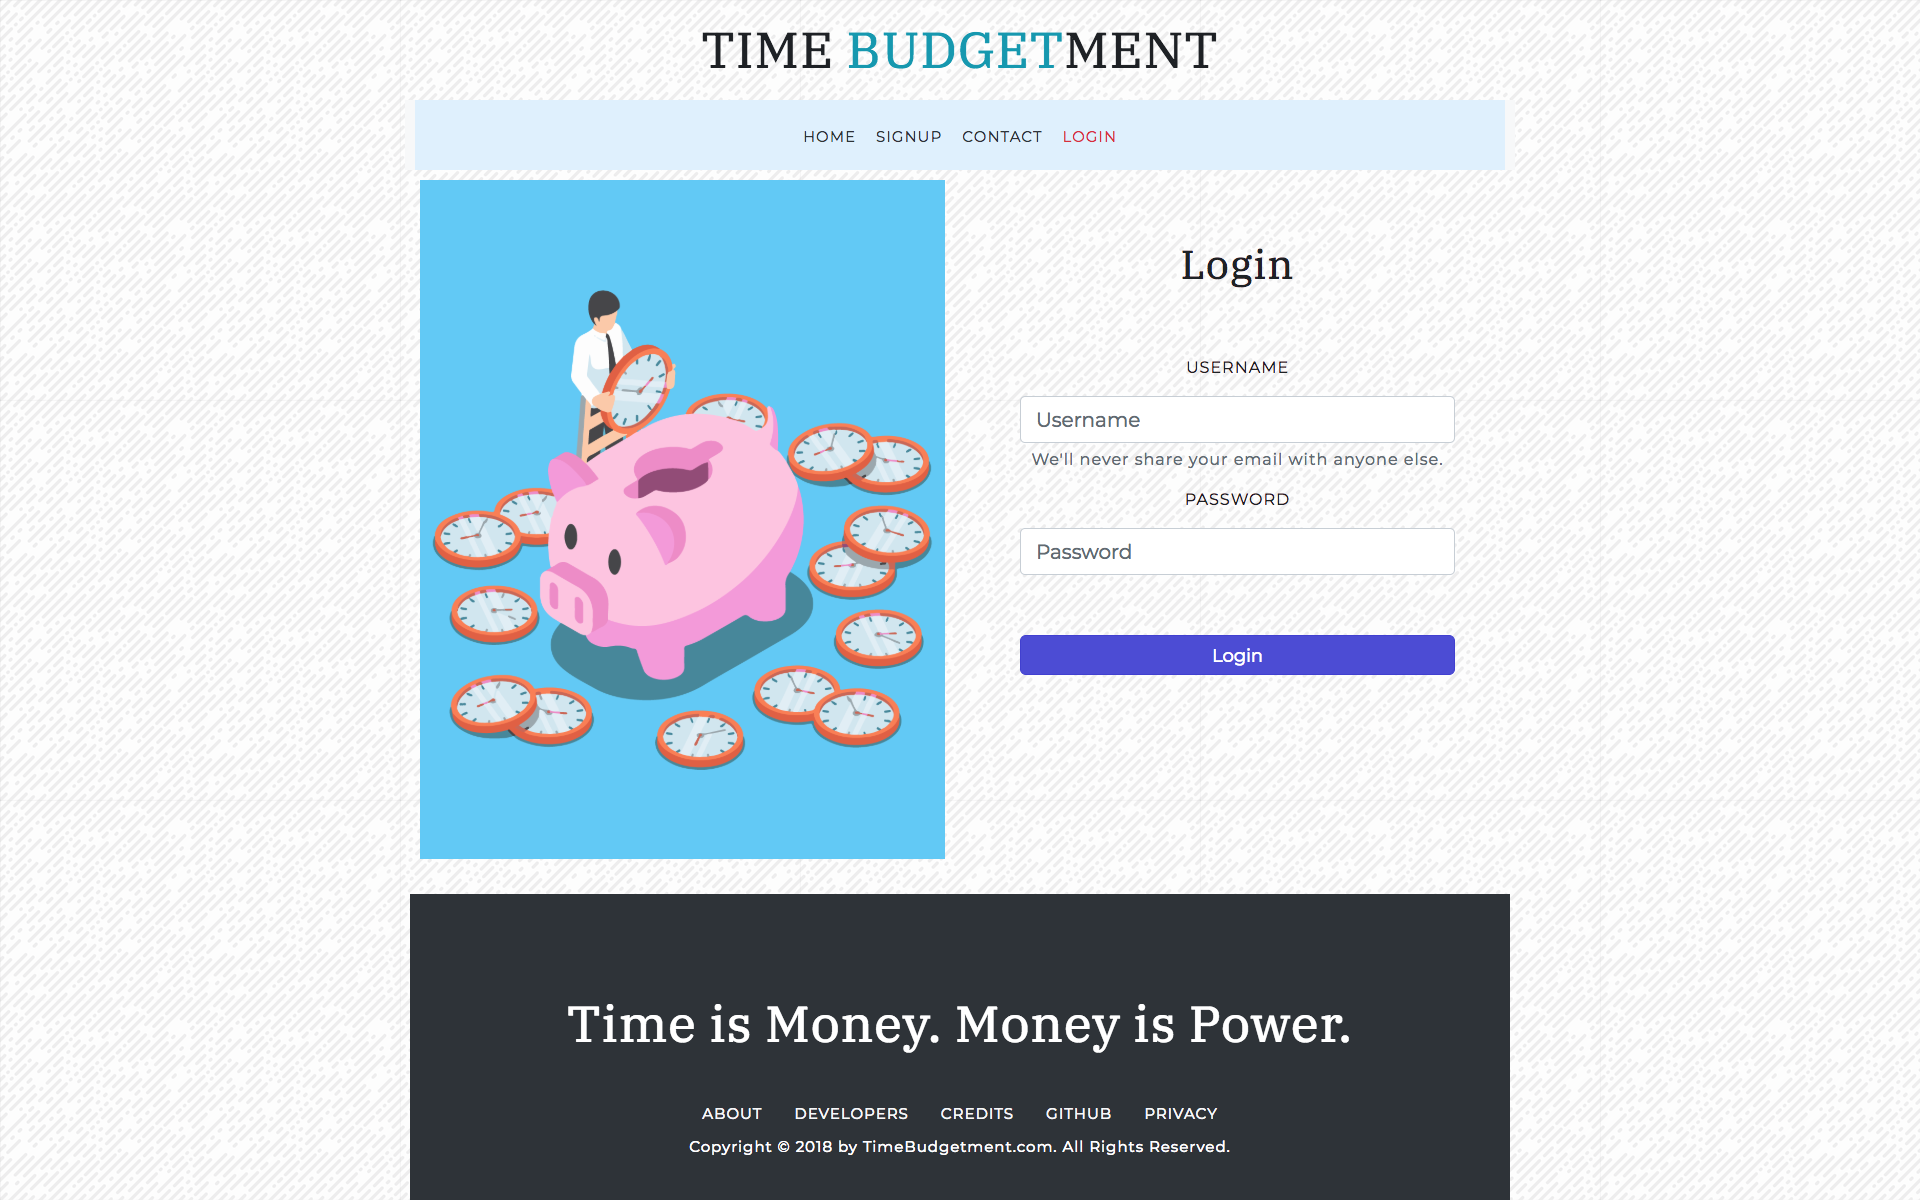 TIME BUDGETMENT
HOME SIGNUP CONTACT LOGIN
Login
USERNAME
Username
We'll never share your email with anyone else.
PASSWORD
Password
Login
Time is Money. Money is Power.
ABOUT DEVELOPERS CREDITS GITHUB PRIVACY
Copyright © 2018 by TimeBudgetment.com. All Rights Reserved.